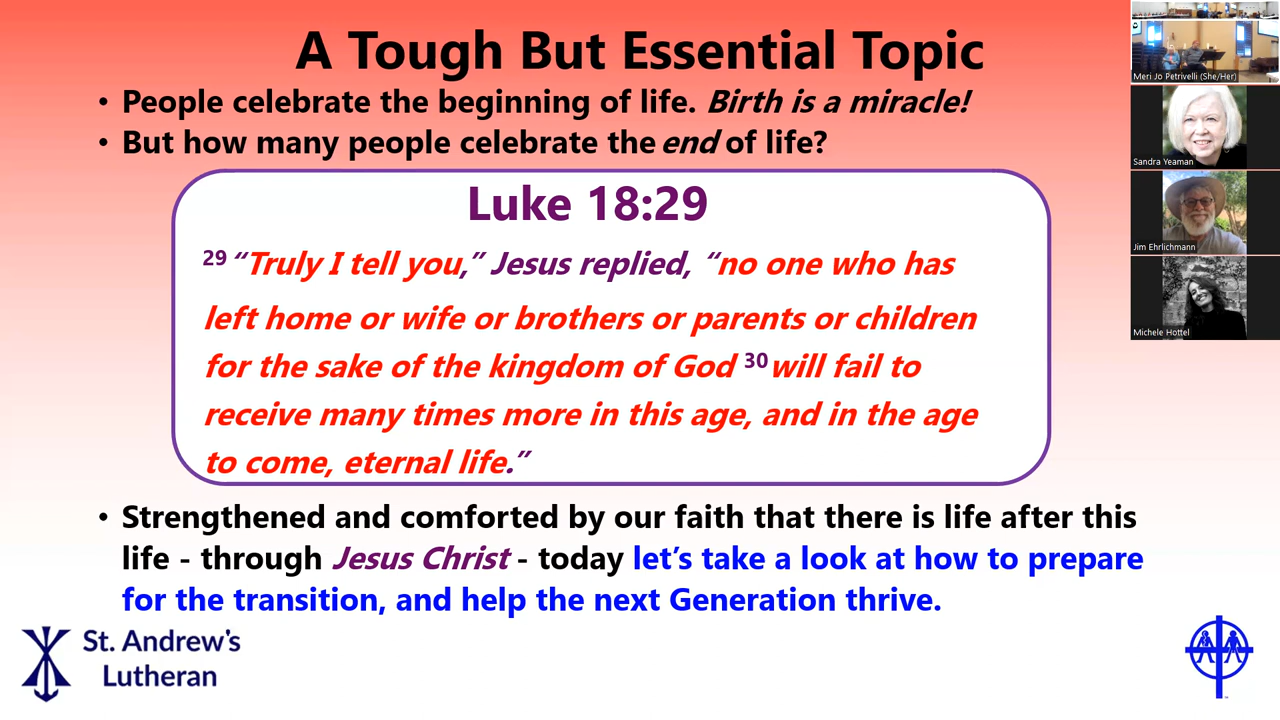 A Tough But Essential Topic
• People celebrate the beginning of life. Birth is a miracle!
• But how many people celebrate the end of life?
Luke 18:29
29 “Truly I tell you,” Jesus replied, “no one who has
left home or wife or brothers or parents or children
for the sake of the kingdom of God 30 will fail to
receive many times more in this age, and in the age
to come, eternal life.”
• Strengthened and comforted by our faith that there is life after this
life - through Jesus Christ - today let’s take a look at how to prepare
for the transition, and help the next Generation thrive.
St. Andrew's
Lutheran
Meri Jo Petrivelli (She/Her)
Sandra Yeaman
Jim Ehrlichmann
Michele Hottel